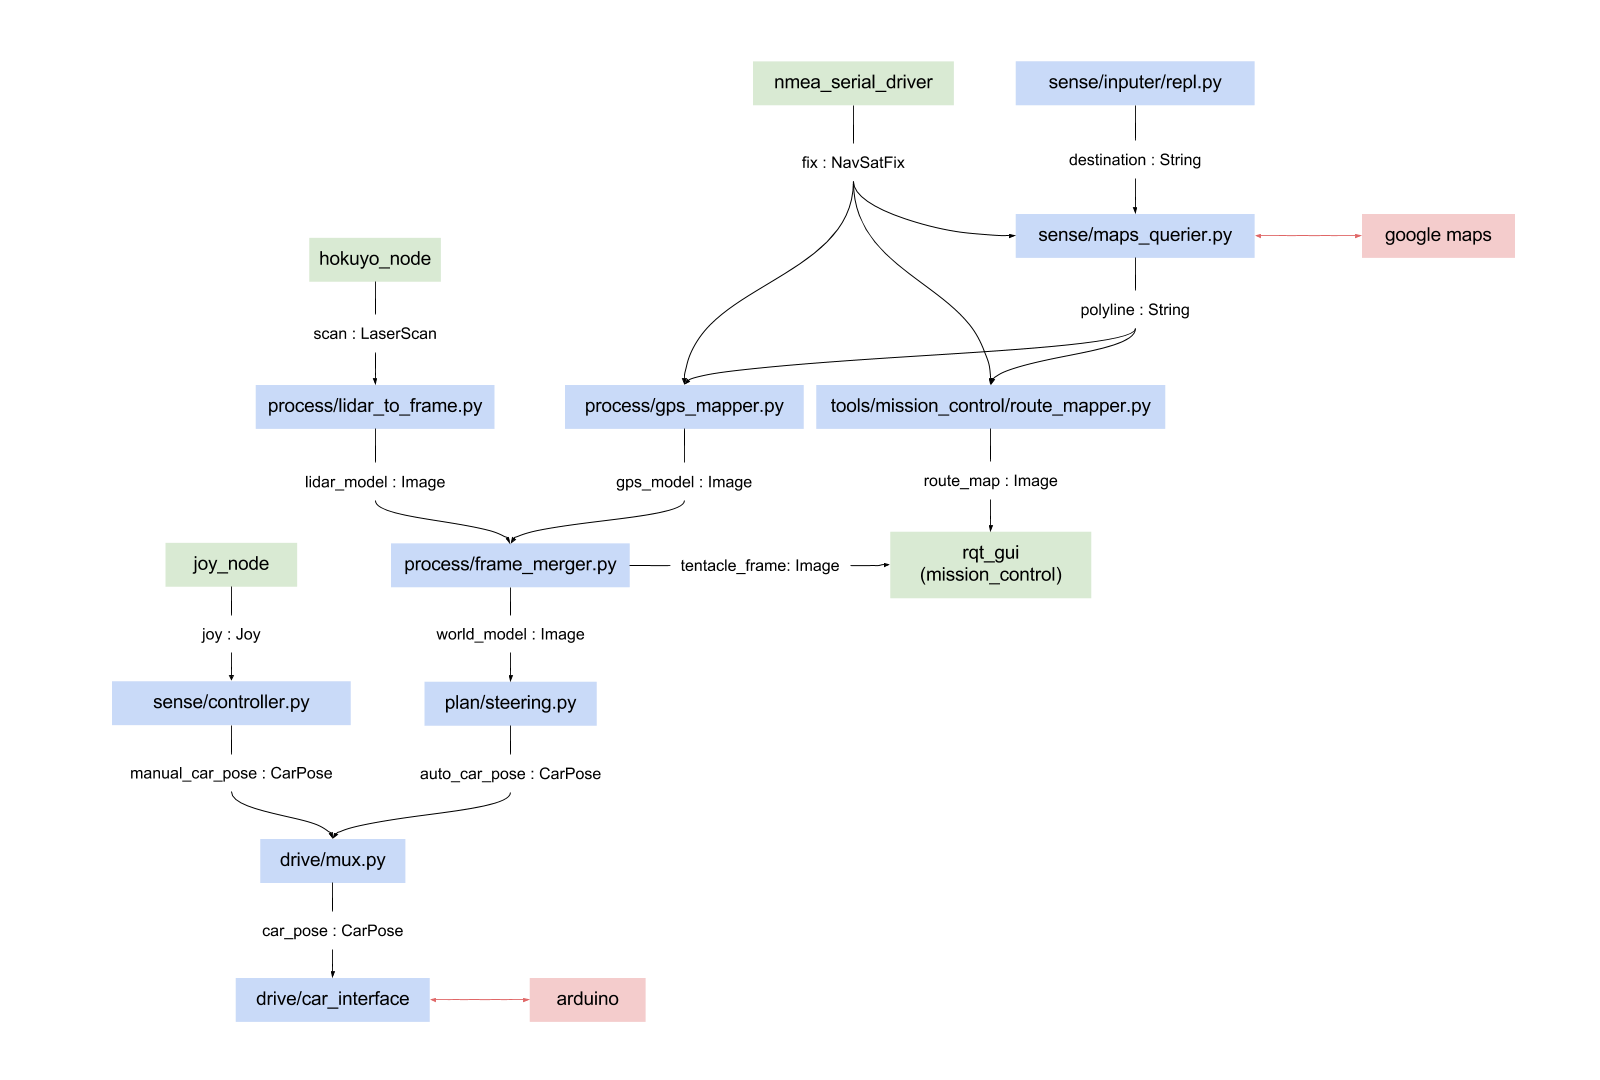 nmea_serial_driver
sense/inputer/repl.py
fix : NavSatFix
destination : String
sense/maps_querier.py
google maps
hokuyo_node
polyline : String
scan : LaserScan
process/lidar_to_frame.py
process/gps_mapper.py
tools/mission_control/route_mapper.py
lidar_model : Image
gps_model : Image
route_map : Image
joy_node
process/frame_merger.py
tentacle_frame: Image
rqt_gui
(mission_control)
joy : Joy
world_model : Image
sense/controller.py
plan/steering.py
manual_car_pose : CarPose
auto_car_pose : CarPose
drive/mux.py
car_pose : CarPose
drive/car_interface
arduino